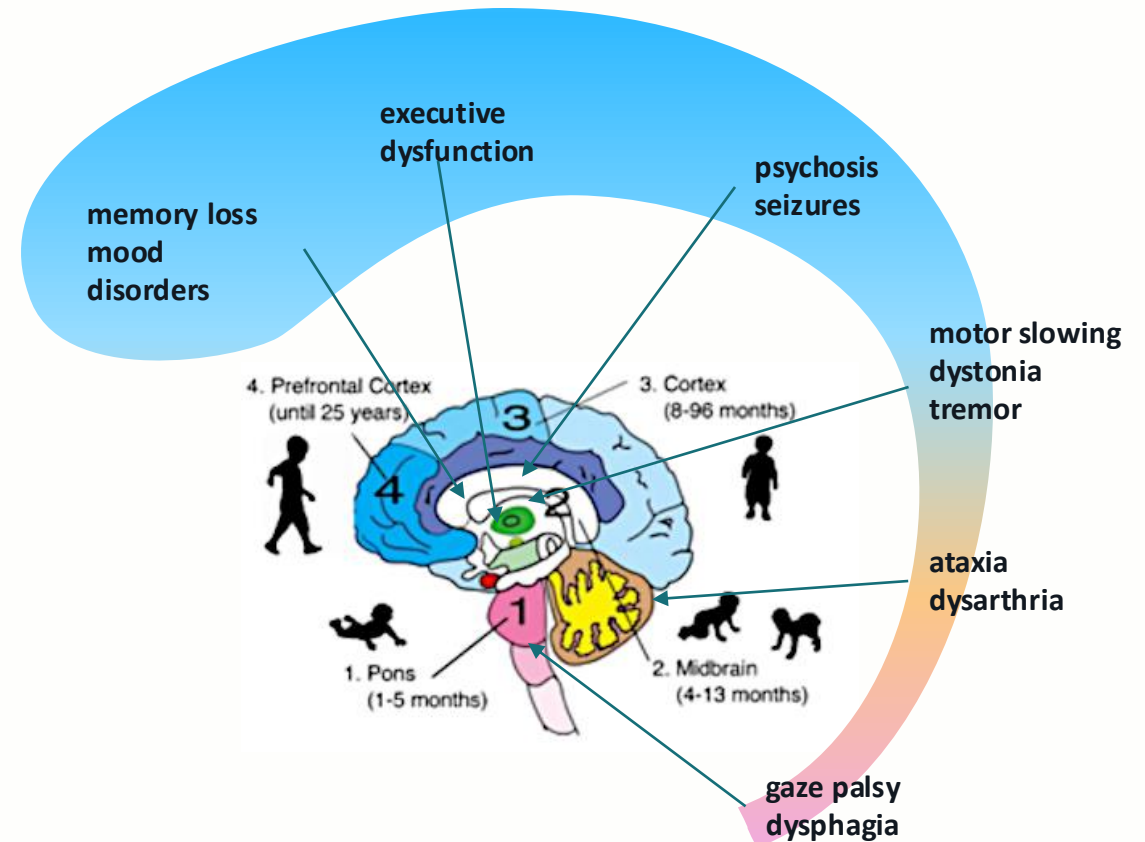 executive
dysfunction
psychosis
seizures
memory loss
mood
disorders
motor slowing
dystonia
tremor
4. Prefrontal Cortex
(until 25 years)
3. Cortex
(8-96 months)
3
4
2
1
ataxia
dysarthria
1. Pons
(1-5 months)
2. Midbrain
(4-13 months)
gaze palsy
dysphagia